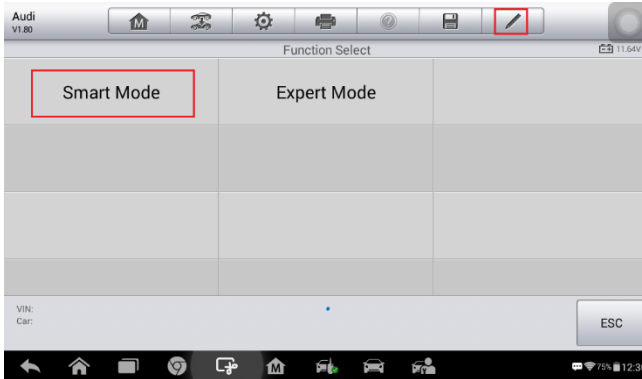 Audi
V1.80
M
?
Function Select
11.64V
Smart Mode
Expert Mode
VIN:
Car:
ESC
M
75%